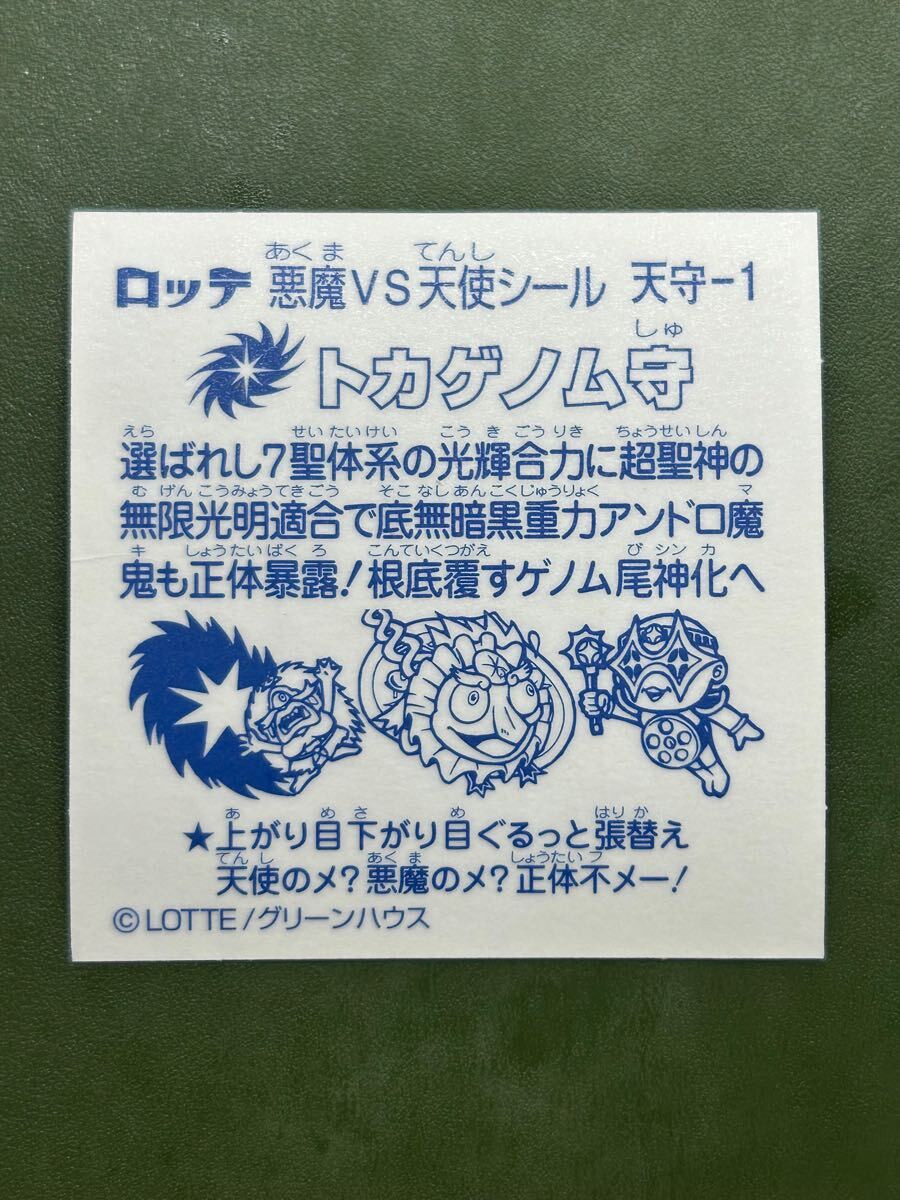 ロッテ 悪魔VS天使シール 天守-1
あくま てんし
トカゲノム守
しゅ
えら せいたいけい こうきごうりき ちょうせいしん
選ばれし7聖体系の光輝合力に超聖神の
むげんこうみょうてきごう そこなしあんこくじゅうりょく マ
無限光明適合で底無暗黒重力アンドロ魔
キ しょうたいばくろ こんていくつがえ びシンカ
鬼も正体暴露!根底覆すゲノム尾神化へ
あ めさ め はりか
★上がり目下がり目ぐるっと張替え
てんし あくま しょうたいフ
天使のメ?悪魔のメ?正体不メー!
©LOTTE/グリーンハウス